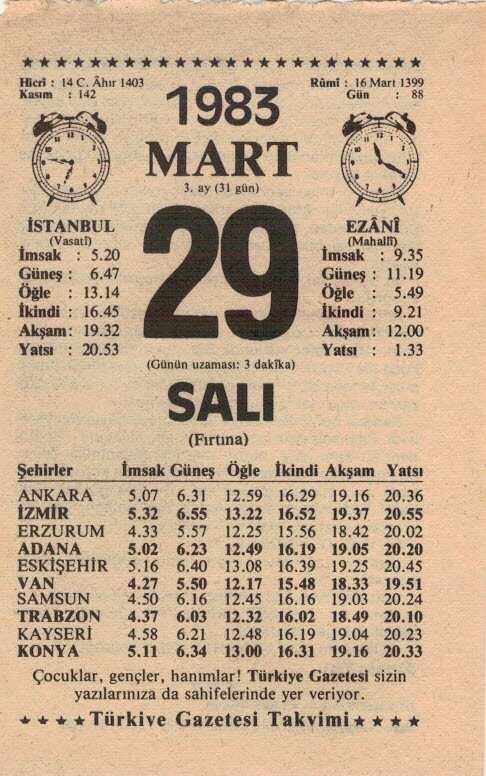 ★★★★★★★★★★★★★★★★★★★★★★★★
Hicrî : 14 C. Âhır 1403
Kasım : 142
Rûmî : 16 Mart 1399
Gün : 88
1983
MART
3. ay (31 gün)
29
İSTANBUL
(Vasatî)
İmsak : 5.20
Güneş : 6.47
Öğle : 13.14
İkindi : 16.45
Akşam : 19.32
Yatsı : 20.53
EZÂNÎ
(Mahallî)
İmsak : 9.35
Güneş : 11.19
Öğle : 5.49
İkindi : 9.21
Akşam : 12.00
Yatsı : 1.33
(Günün uzaması: 3 dakîka)
SALI
(Fırtına)
Şehirler İmsak Güneş Öğle İkindi Akşam Yatsı
ANKARA 5.07 6.31 12.59 16.29 19.16 20.36
İZMİR 5.32 6.55 13.22 16.52 19.37 20.55
ERZURUM 4.33 5.57 12.25 15.56 18.42 20.02
ADANA 5.02 6.23 12.49 16.19 19.05 20.20
ESKİŞEHİR 5.16 6.40 13.08 16.39 19.25 20.45
VAN 4.27 5.50 12.17 15.48 18.33 19.51
SAMSUN 4.50 6.16 12.45 16.16 19.03 20.24
TRABZON 4.37 6.03 12.32 16.02 18.49 20.10
KAYSERİ 4.58 6.21 12.48 16.19 19.04 20.23
KONYA 5.11 6.34 13.00 16.31 19.16 20.33
Çocuklar, gençler, hanımlar! Türkiye Gazetesi sizin
yazılarınıza da sahifelerinde yer veriyor.
★★★★Türkiye Gazetesi Takvimi★★★★